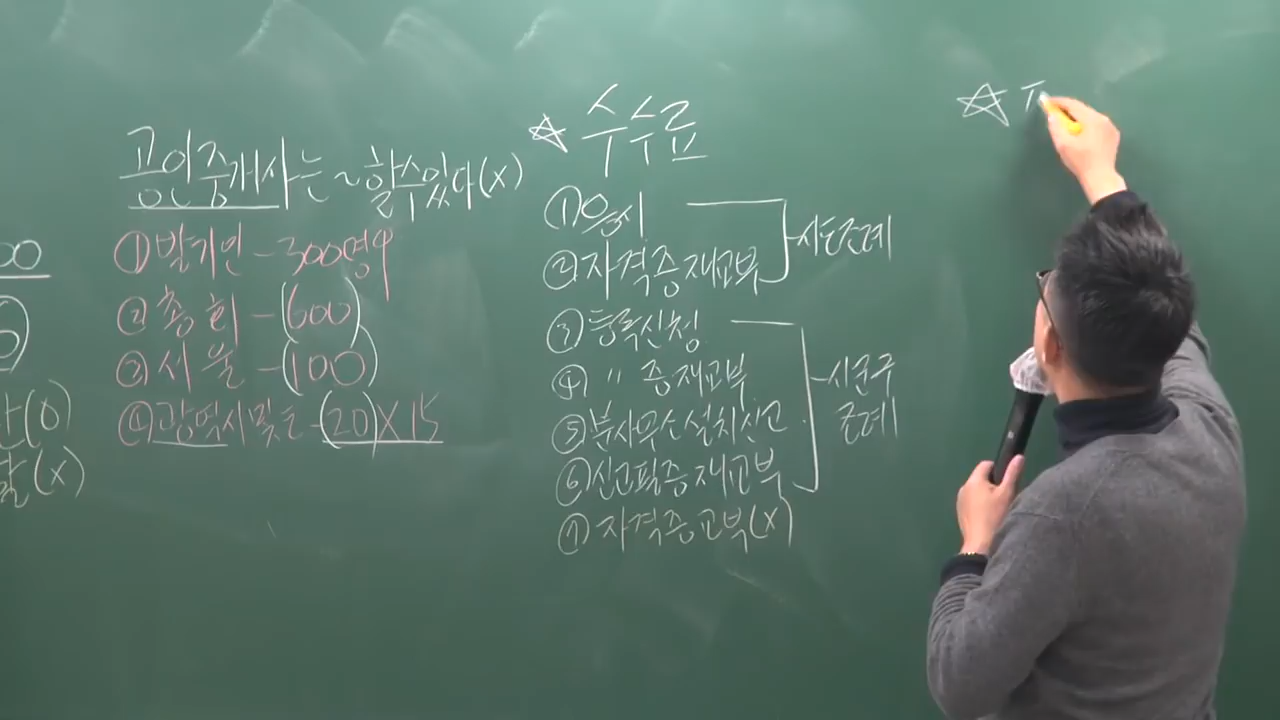 00
(0)
(x)
공인중개사는 ~할수있다(x)
① 발기인 - 300명
② 총회 - (600)
③ 서울 - (100)
④ 광역시및도 - (20)X15
☆ 수수료
① 응시
② 자격증재교부
시도조례
③ 등록신청
④ 〃 증재교부
⑤ 분사무소설치신고
⑥ 신고필증재교부
시군구
조례
⑦ 자격증교부(x)
☆